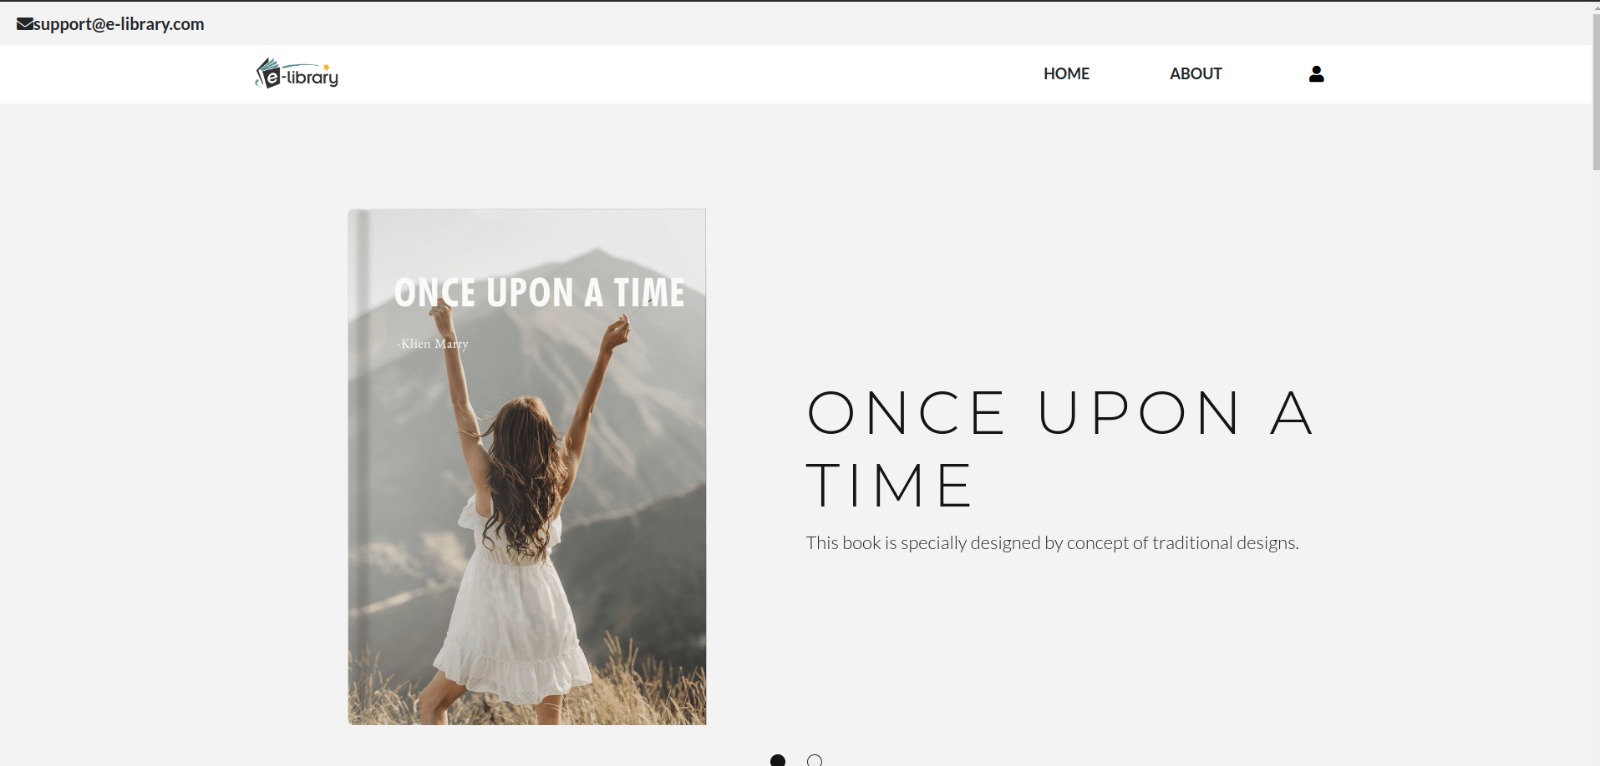 support@e-library.com
e-library
HOME
ABOUT
ONCE UPON A TIME
-Klien Marry
ONCE UPON A
TIME
This book is specially designed by concept of traditional designs.